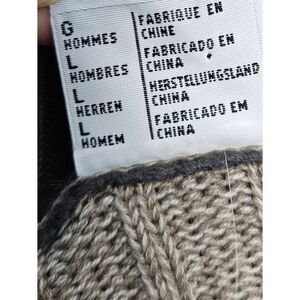 G FABRIQUE EN
HOMMES CHINE
L FABRICADO EN
HOMBRES CHINA
L HERSTELLUNGSLAND
HERREN CHINA
L FABRICADO EM
HOMEM CHINA